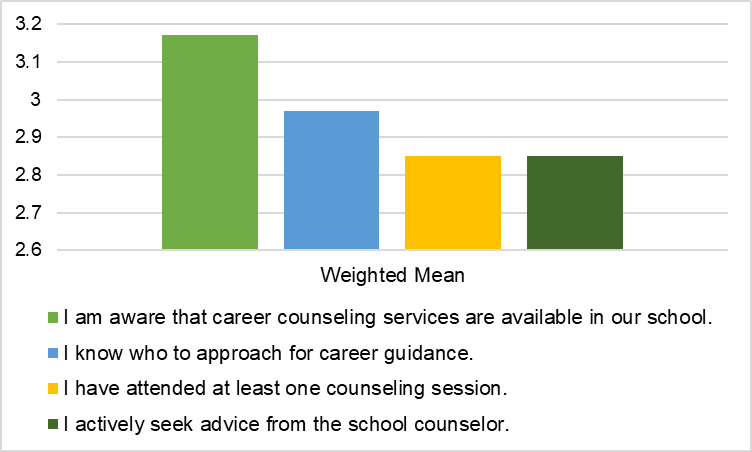 3.2
3.1
3
2.9
2.8
2.7
2.6
Weighted Mean
I am aware that career counseling services are available in our school.
I know who to approach for career guidance.
I have attended at least one counseling session.
I actively seek advice from the school counselor.